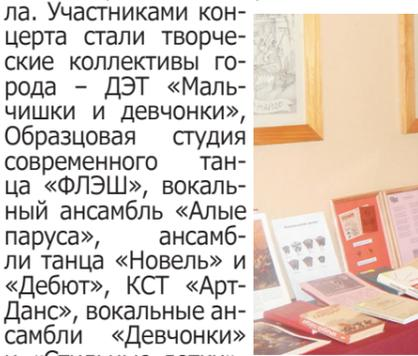 ла. Участниками кон-
церта стали творче-
ские коллективы го-
рода – ДЭТ «Маль-
чишки и девчонки»,
Образцовая студия
современного тан-
ца «ФЛЭШ», вокаль-
ный ансамбль «Алые
паруса», ансамб-
ли танца «Новель» и
«Дебют», КСТ «Арт-
Данс», вокальные ан-
самбли «Девчонки»